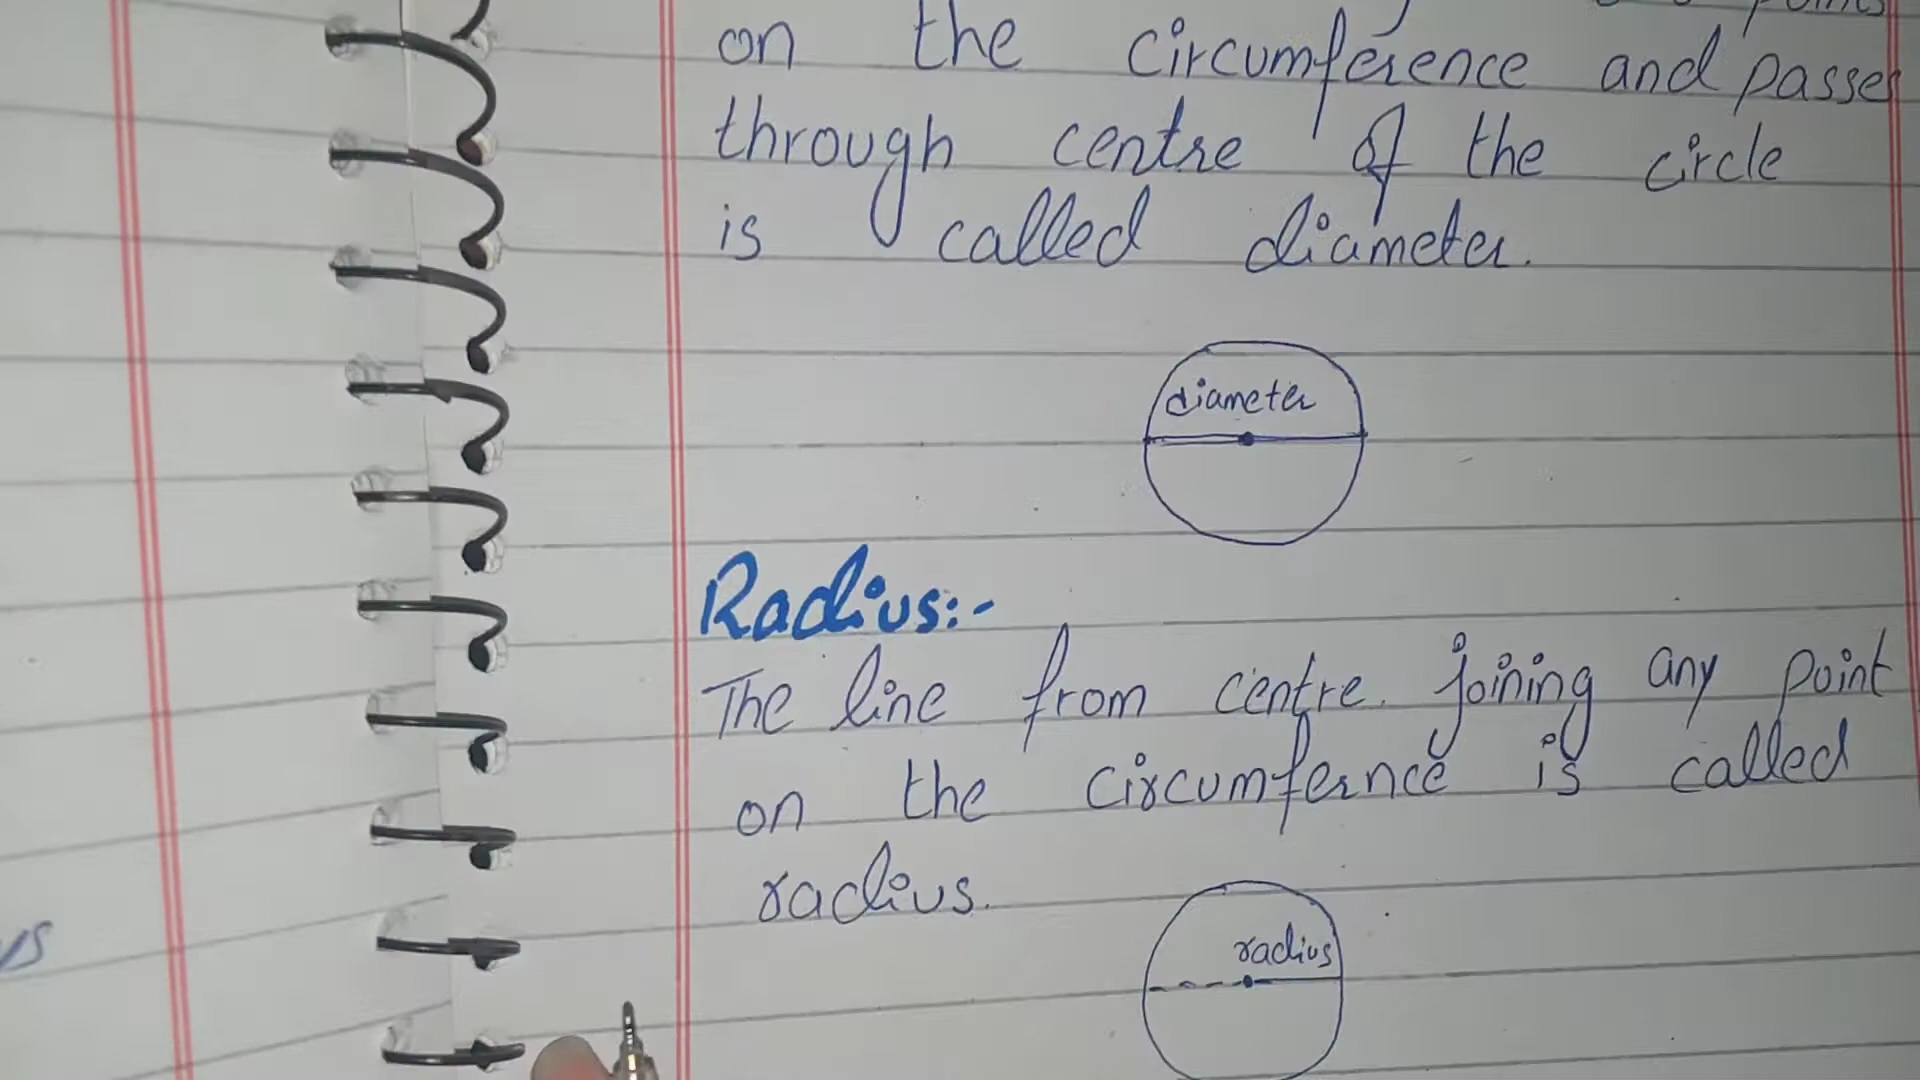 points
on the circumference and passes
through centre of the circle
is called diameter.
diameter
Radius:-
The line from centre. joining any point
on the circumfernce is called
radius.
radius